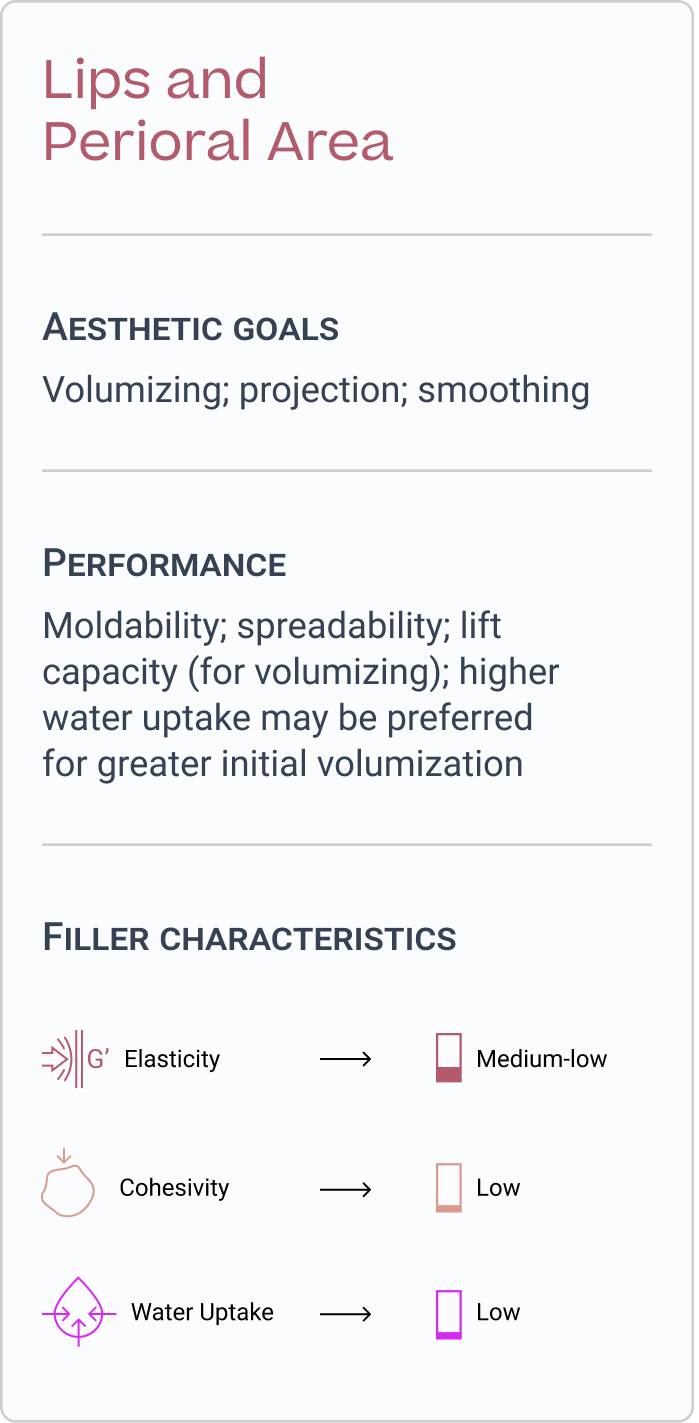 Lips and
Perioral Area
AESTHETIC GOALS
Volumizing; projection; smoothing
PERFORMANCE
Moldability; spreadability; lift
capacity (for volumizing); higher
water uptake may be preferred
for greater initial volumization
FILLER CHARACTERISTICS
G’ Elasticity → Medium-low
Cohesivity → Low
Water Uptake → Low